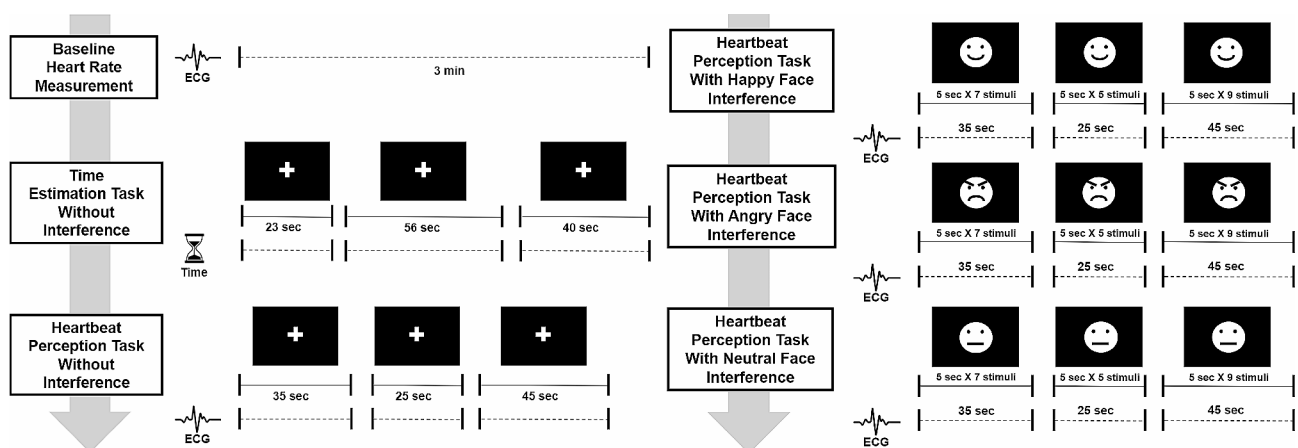 Baseline
Heart Rate
Measurement
ECG
3 min
Time
Estimation Task
Without
Interference
23 sec
56 sec
40 sec
Time
Heartbeat
Perception Task
Without
Interference
35 sec
25 sec
45 sec
ECG
Heartbeat
Perception Task
With Happy Face
Interference
5 sec X 7 stimuli
5 sec X 5 stimuli
5 sec X 9 stimuli
35 sec
25 sec
45 sec
ECG
Heartbeat
Perception Task
With Angry Face
Interference
5 sec X 7 stimuli
5 sec X 5 stimuli
5 sec X 9 stimuli
35 sec
25 sec
45 sec
ECG
Heartbeat
Perception Task
With Neutral Face
Interference
5 sec X 7 stimuli
5 sec X 5 stimuli
5 sec X 9 stimuli
35 sec
25 sec
45 sec
ECG